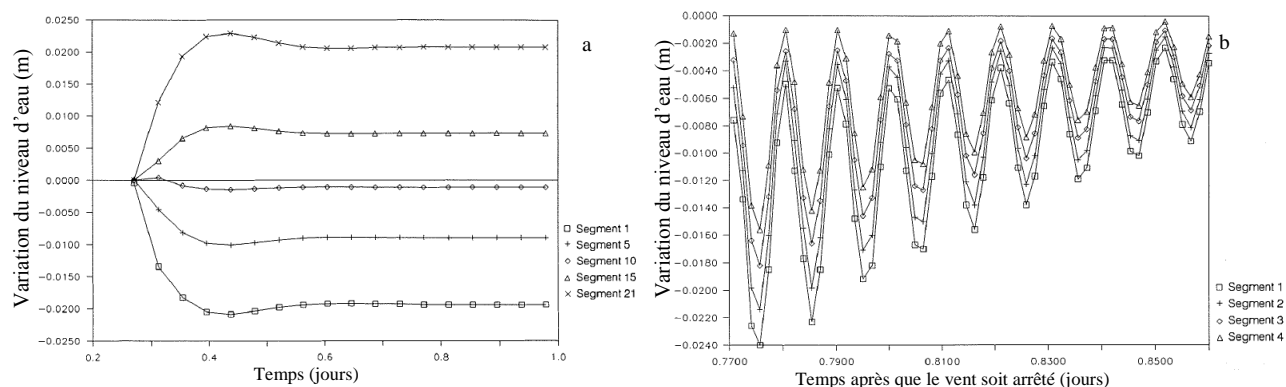 Variation du niveau d'eau (m)
0.0250
0.0200
0.0150
0.0100
0.0050
0.0000
−0.0050
−0.0100
−0.0150
−0.0200
−0.0250
0.2
0.4
0.6
0.8
1.0
Temps (jours)
a
Segment 1
Segment 5
Segment 10
Segment 15
Segment 21
Variation du niveau d'eau (m)
0.0000
−0.0020
−0.0040
−0.0060
−0.0080
−0.0100
−0.0120
−0.0140
−0.0160
−0.0180
−0.0200
−0.0220
−0.0240
0.7700
0.7900
0.8100
0.8300
0.8500
Temps après que le vent soit arrêté (jours)
b
Segment 1
Segment 2
Segment 3
Segment 4